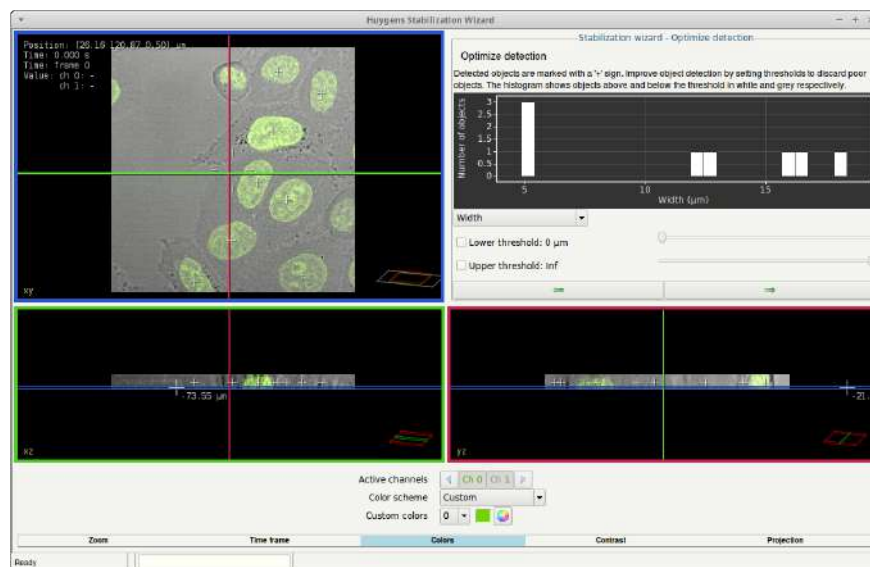 Huygens Stabilization Wizard
Position: (26.16 120.87 0.50) μm
Time: 0.000 s
Time frame 0
Value: ch 0: -
ch 1: -
xy
Stabilization wizard - Optimize detection
Optimize detection
Detected objects are marked with a '+' sign. Improve object detection by setting thresholds to discard poor
objects. The histogram shows objects above and below the threshold in white and grey respectively.
Number of objects
3
2.5
2
1.5
1
0.5
0
5
10
15
Width (μm)
Width
Lower threshold: 0 μm
Upper threshold: Inf
-73.55 μm
xz
-21.
yz
Active channels
Ch 0 Ch 1
Color scheme Custom
Custom colors 0
Zoom Time frame Colors Contrast Projection
Ready